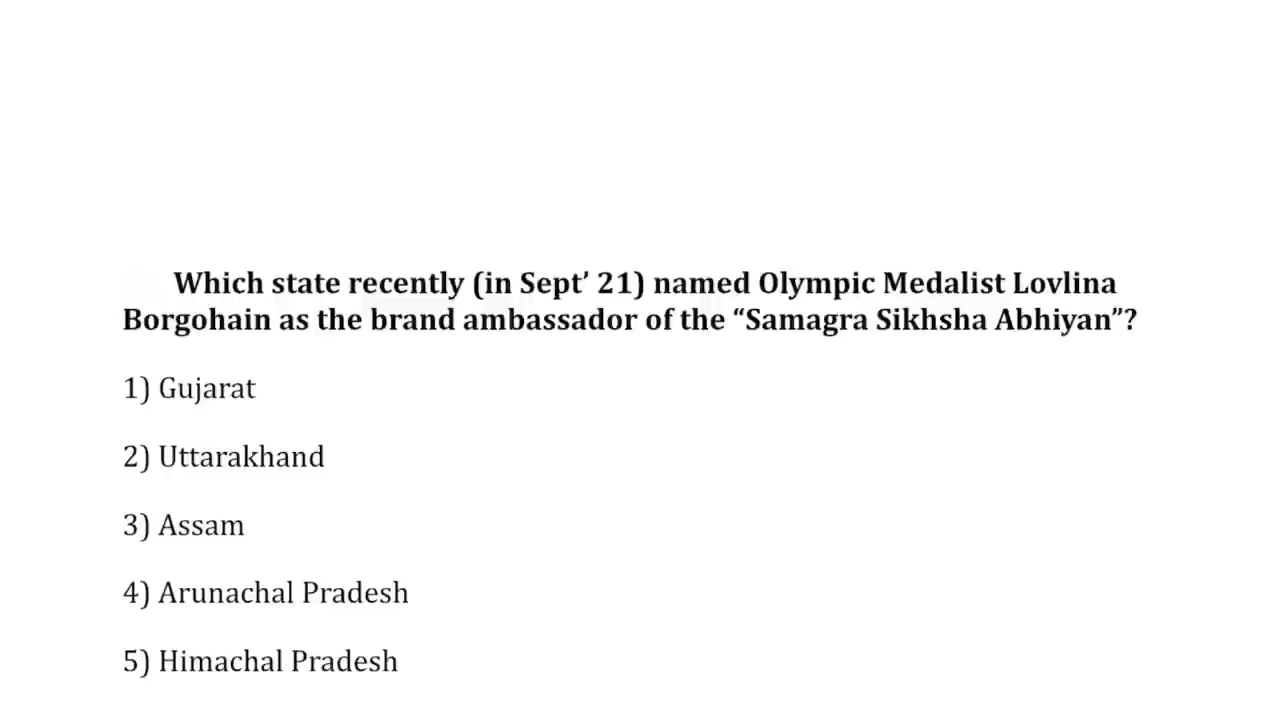 Which state recently (in Sept’ 21) named Olympic Medalist Lovlina
Borgohain as the brand ambassador of the “Samagra Sikhsha Abhiyan”?
1) Gujarat
2) Uttarakhand
3) Assam
4) Arunachal Pradesh
5) Himachal Pradesh